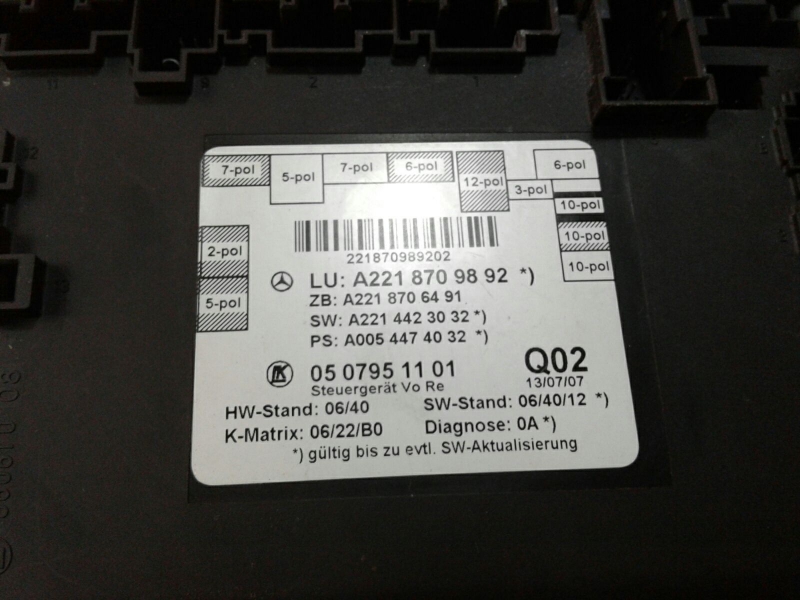 11
8
2
1
7-pol
5-pol
7-pol
6-pol
12-pol
3-pol
6-pol
10-pol
10-pol
10-pol
2-pol
5-pol
221870989202
LU: A221 870 98 92 *)
ZB: A221 870 64 91
SW: A221 442 30 32 *)
PS: A005 447 40 32 *)
05 0795 11 01
Q02
Steuergerät Vo Re
13/07/07
HW-Stand: 06/40
SW-Stand: 06/40/12 *)
K-Matrix: 06/22/B0
Diagnose: 0A *)
*) gültig bis zu evtl. SW-Aktualisierung